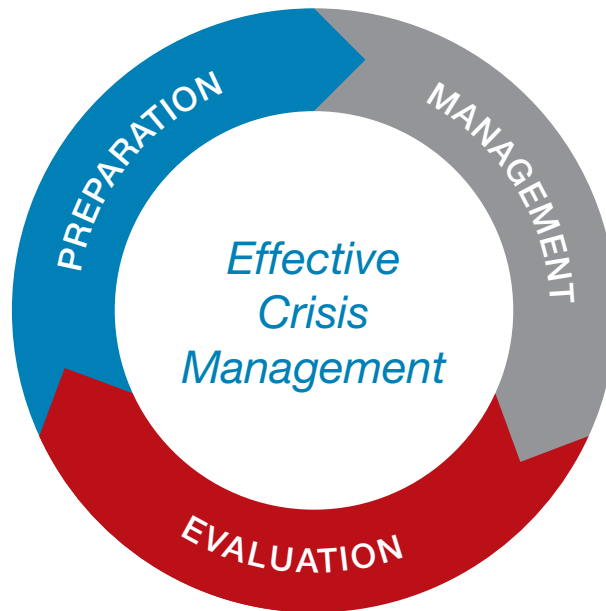 PREPARATION
MANAGEMENT
Effective
Crisis
Management
EVALUATION